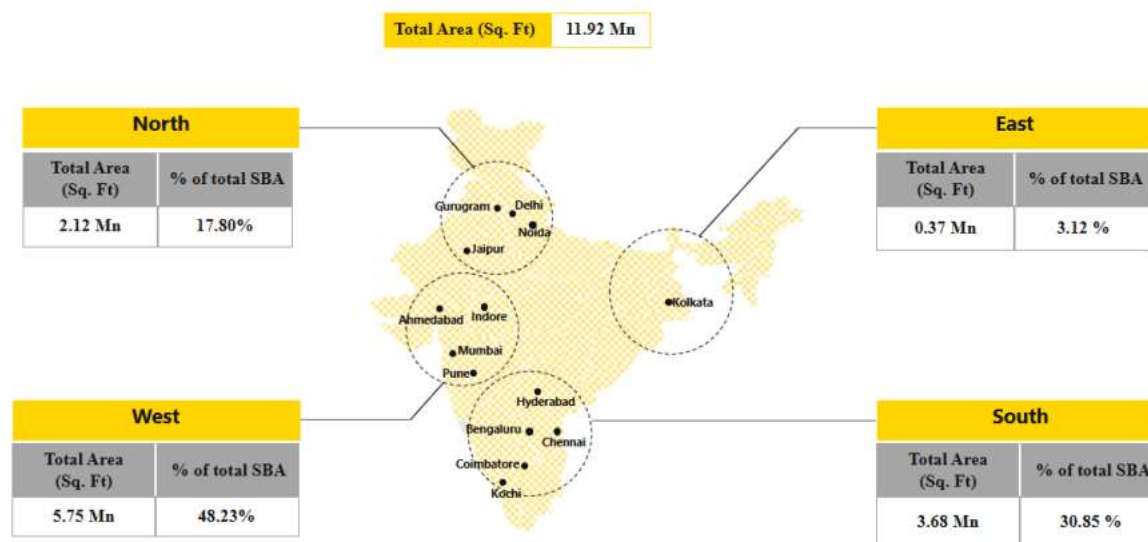 Total Area (Sq. Ft) 11.92 Mn
North
Total Area (Sq. Ft) % of total SBA
2.12 Mn 17.80%
East
Total Area (Sq. Ft) % of total SBA
0.37 Mn 3.12 %
Gurugram
Delhi
Noida
Jaipur
Kolkata
Ahmedabad
Indore
Mumbai
Pune
Hyderabad
Bengaluru
Chennai
Coimbatore
Kochi
West
Total Area (Sq. Ft) % of total SBA
5.75 Mn 48.23%
South
Total Area (Sq. Ft) % of total SBA
3.68 Mn 30.85 %